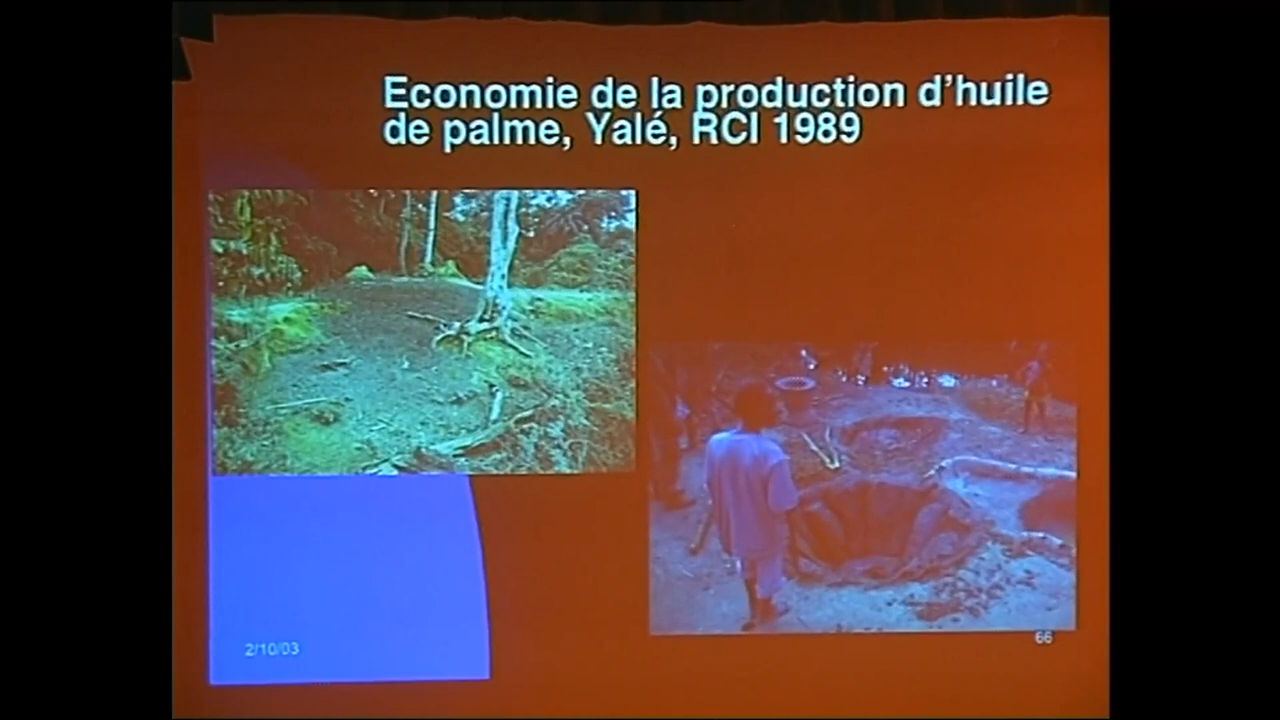 Economie de la production d'huile
de palme, Yalé, RCI 1989
2/10/03
66